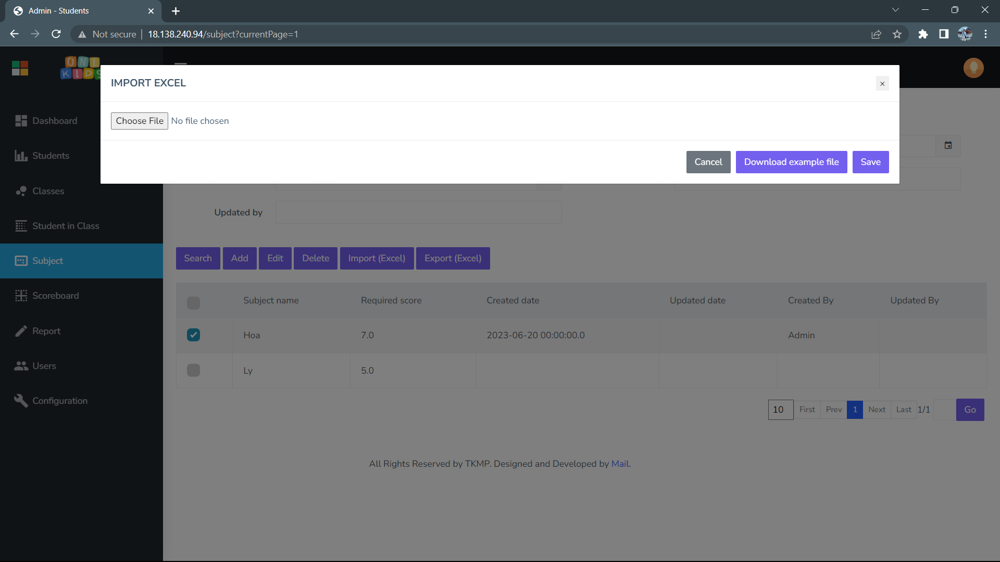 Admin - Students
Not secure
18.138.240.94/subject?currentPage=1
ONE
KIDS
IMPORT EXCEL
×
Choose File No file chosen
Cancel
Download example file
Save
Dashboard
Students
Classes
Student in Class
Subject
Scoreboard
Report
Users
Configuration
Updated by
Search
Add
Edit
Delete
Import (Excel)
Export (Excel)
Subject name Required score Created date Updated date Created By Updated By
Hoa 7.0 2023-06-20 00:00:00.0 Admin
Ly 5.0
10 First Prev 1 Next Last 1/1 Go
All Rights Reserved by TKMP. Designed and Developed by Mail.